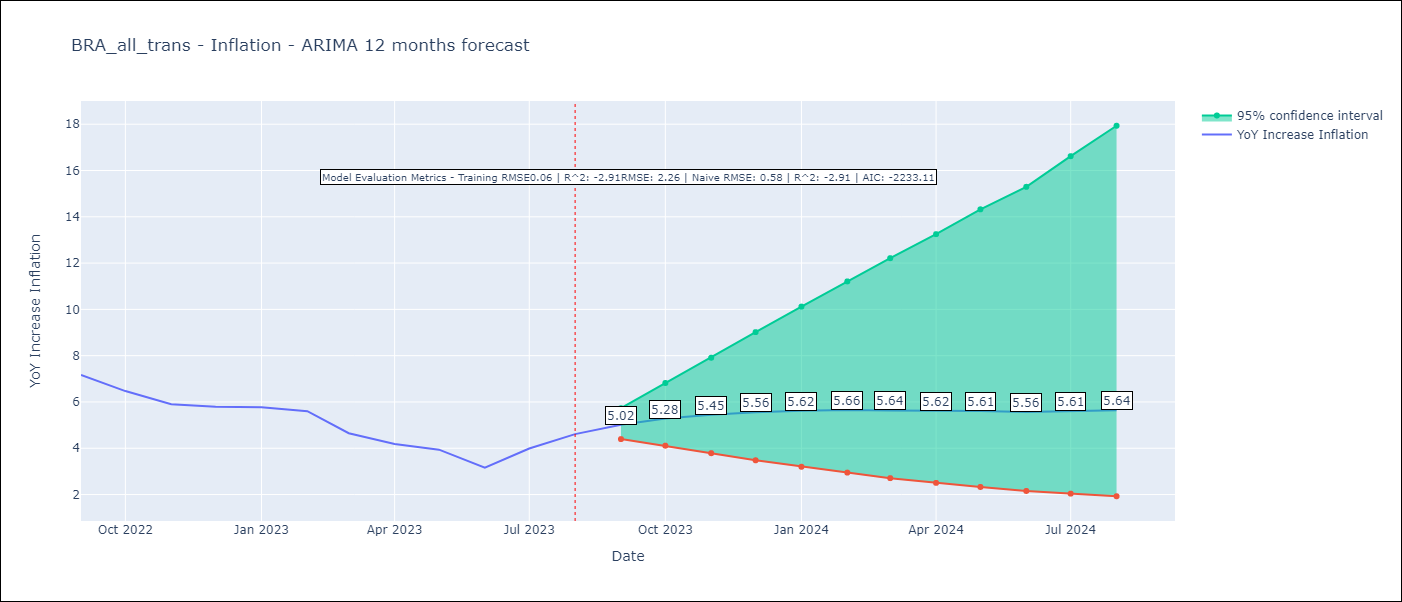 BRA_all_trans - Inflation - ARIMA 12 months forecast
95% confidence interval
YoY Increase Inflation
Model Evaluation Metrics - Training RMSE0.06 | R^2: -2.91RMSE: 2.26 | Naive RMSE: 0.58 | R^2: -2.91 | AIC: -2233.11
YoY Increase Inflation
18
16
14
12
10
8
6
4
2
5.02
5.28
5.45
5.56
5.62
5.66
5.64
5.62
5.61
5.56
5.61
5.64
Oct 2022
Jan 2023
Apr 2023
Jul 2023
Oct 2023
Jan 2024
Apr 2024
Jul 2024
Date